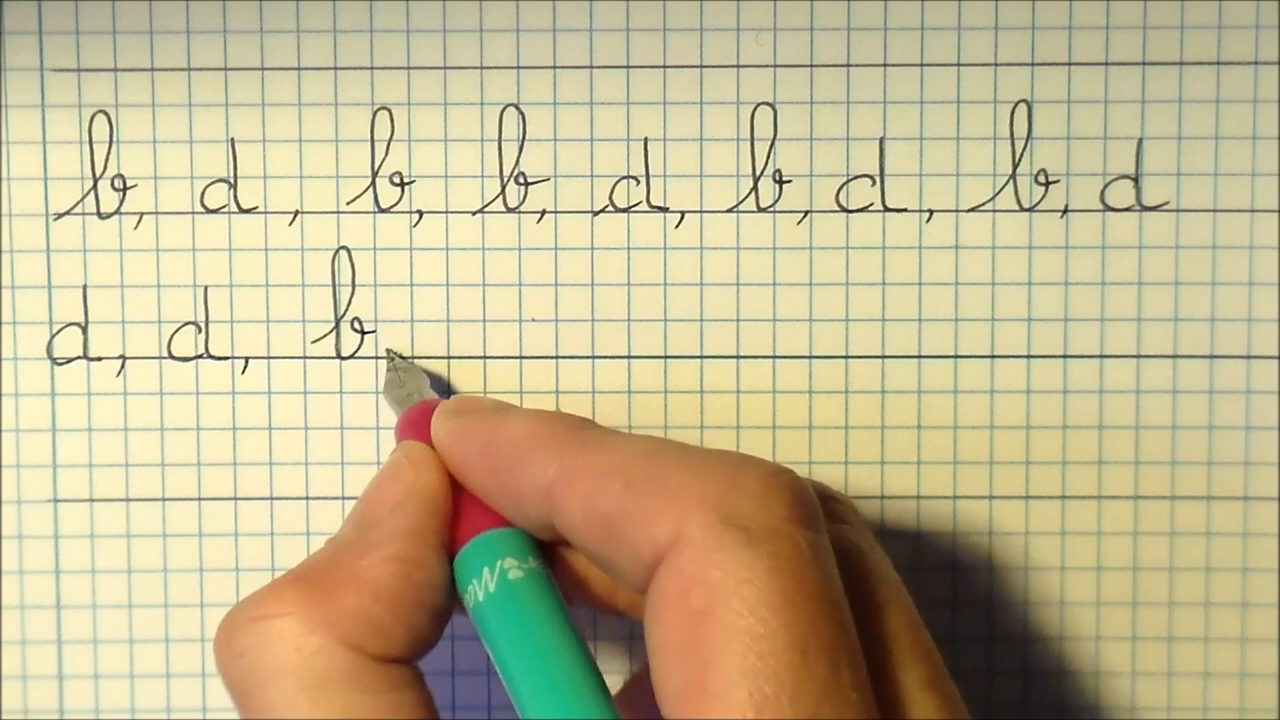 b, d, b, b, d, b, d, b, d
d, d, b